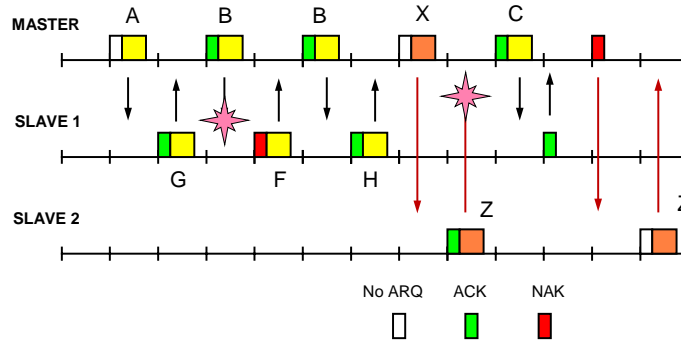 A B B X C
MASTER
SLAVE 1
G F H
SLAVE 2
Z Z
No ARQ ACK NAK